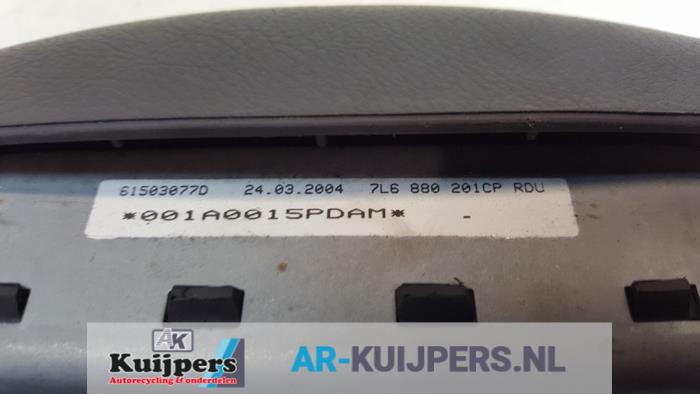 61503077D 24.03.2004 7L6 880 201CP RDU
*001A0015PDAM* -
AK
Kuijpers
Autorecycling & onderdelen
AR-KUIJPERS.NL